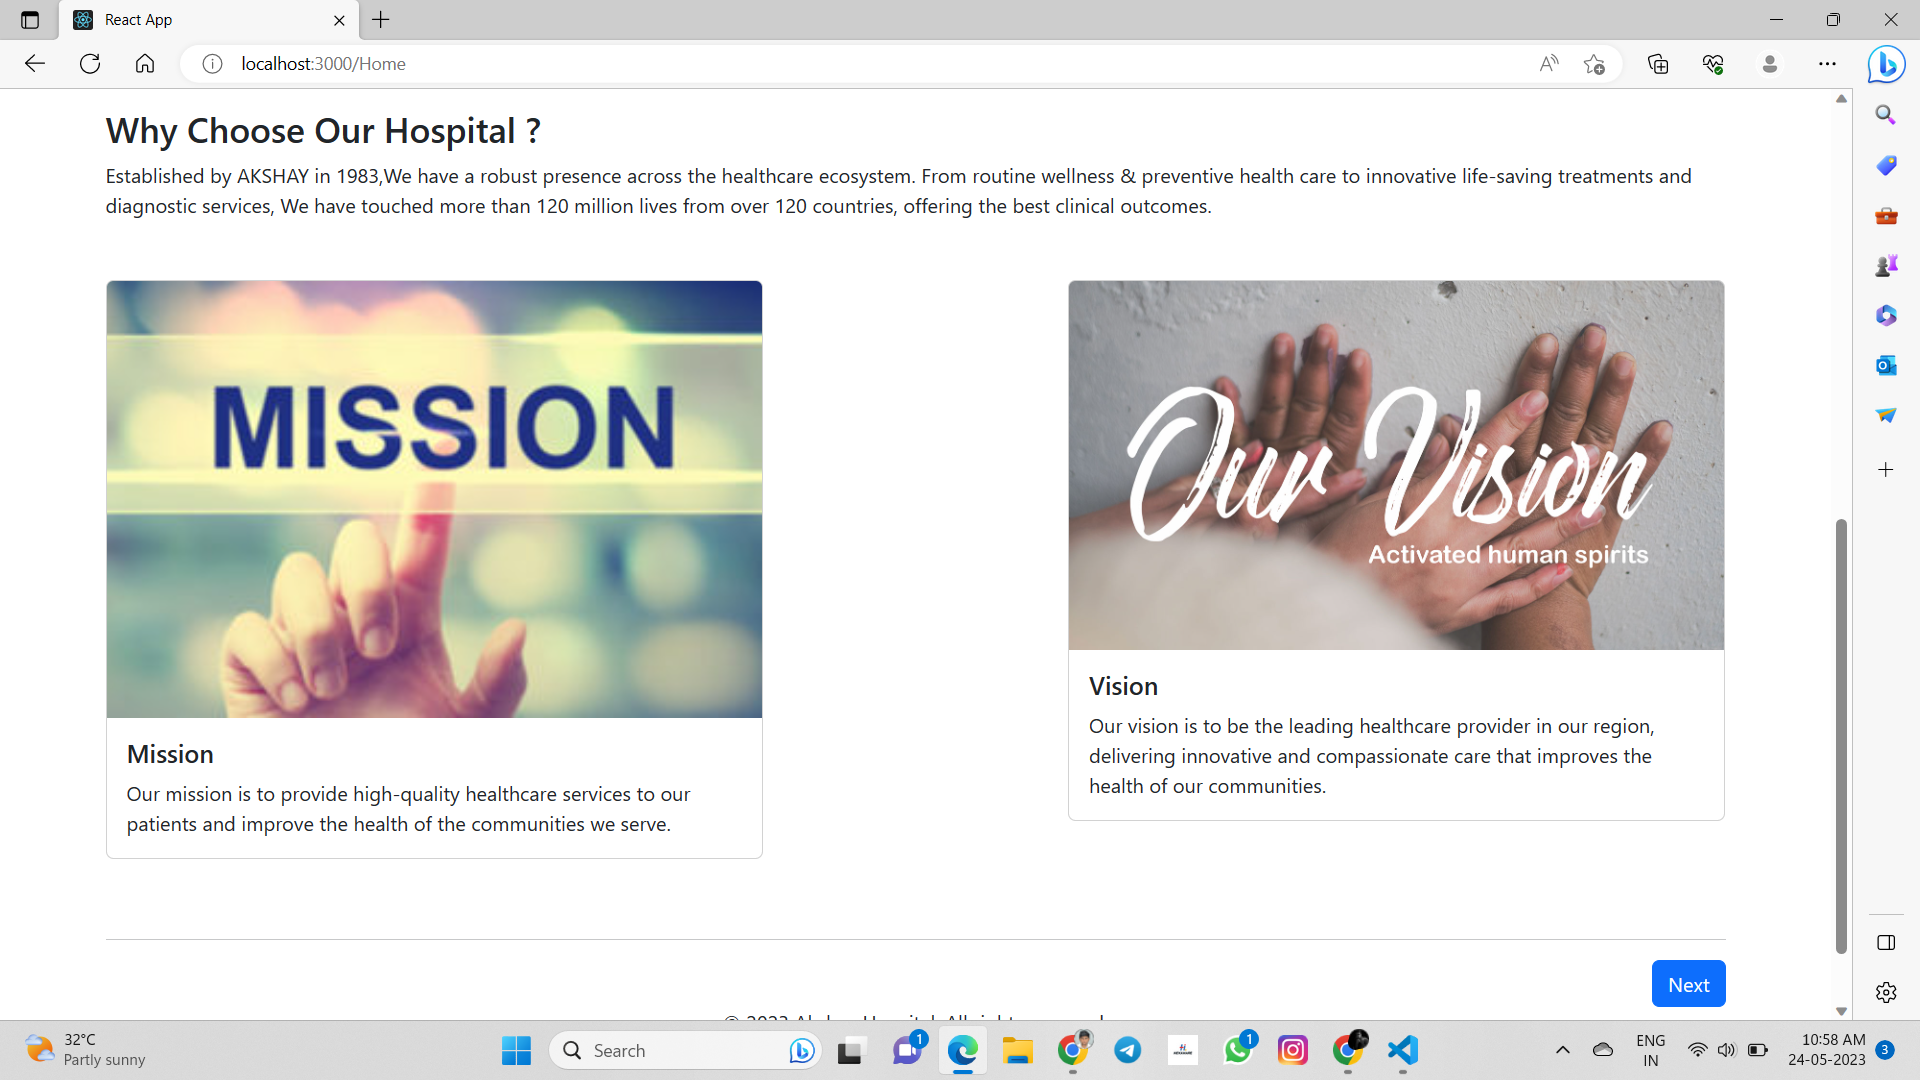 React App
localhost:3000/Home
Why Choose Our Hospital ?
Established by AKSHAY in 1983,We have a robust presence across the healthcare ecosystem. From routine wellness & preventive health care to innovative life-saving treatments and
diagnostic services, We have touched more than 120 million lives from over 120 countries, offering the best clinical outcomes.
MISSION
Mission
Our mission is to provide high-quality healthcare services to our
patients and improve the health of the communities we serve.
Our Vision
Activated human spirits
Vision
Our vision is to be the leading healthcare provider in our region,
delivering innovative and compassionate care that improves the
health of our communities.
Next
32°C
Partly sunny
Search
1
1
ENG
IN
10:58 AM
24-05-2023
3